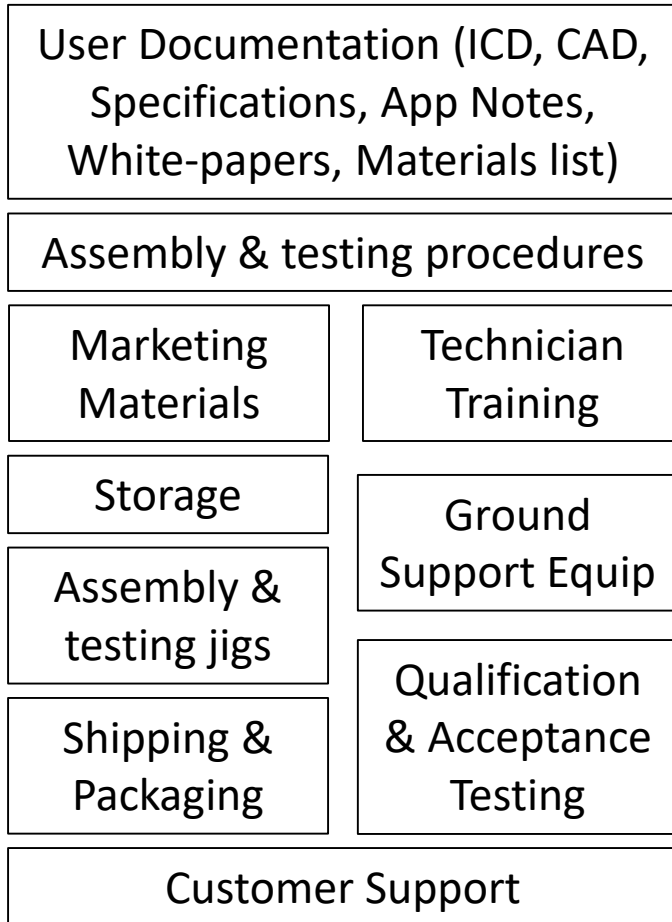 User Documentation (ICD, CAD,
Specifications, App Notes,
White-papers, Materials list)
Assembly & testing procedures
Marketing
Materials
Technician
Training
Storage
Ground
Support Equip
Assembly &
testing jigs
Qualification
& Acceptance
Testing
Shipping &
Packaging
Customer Support